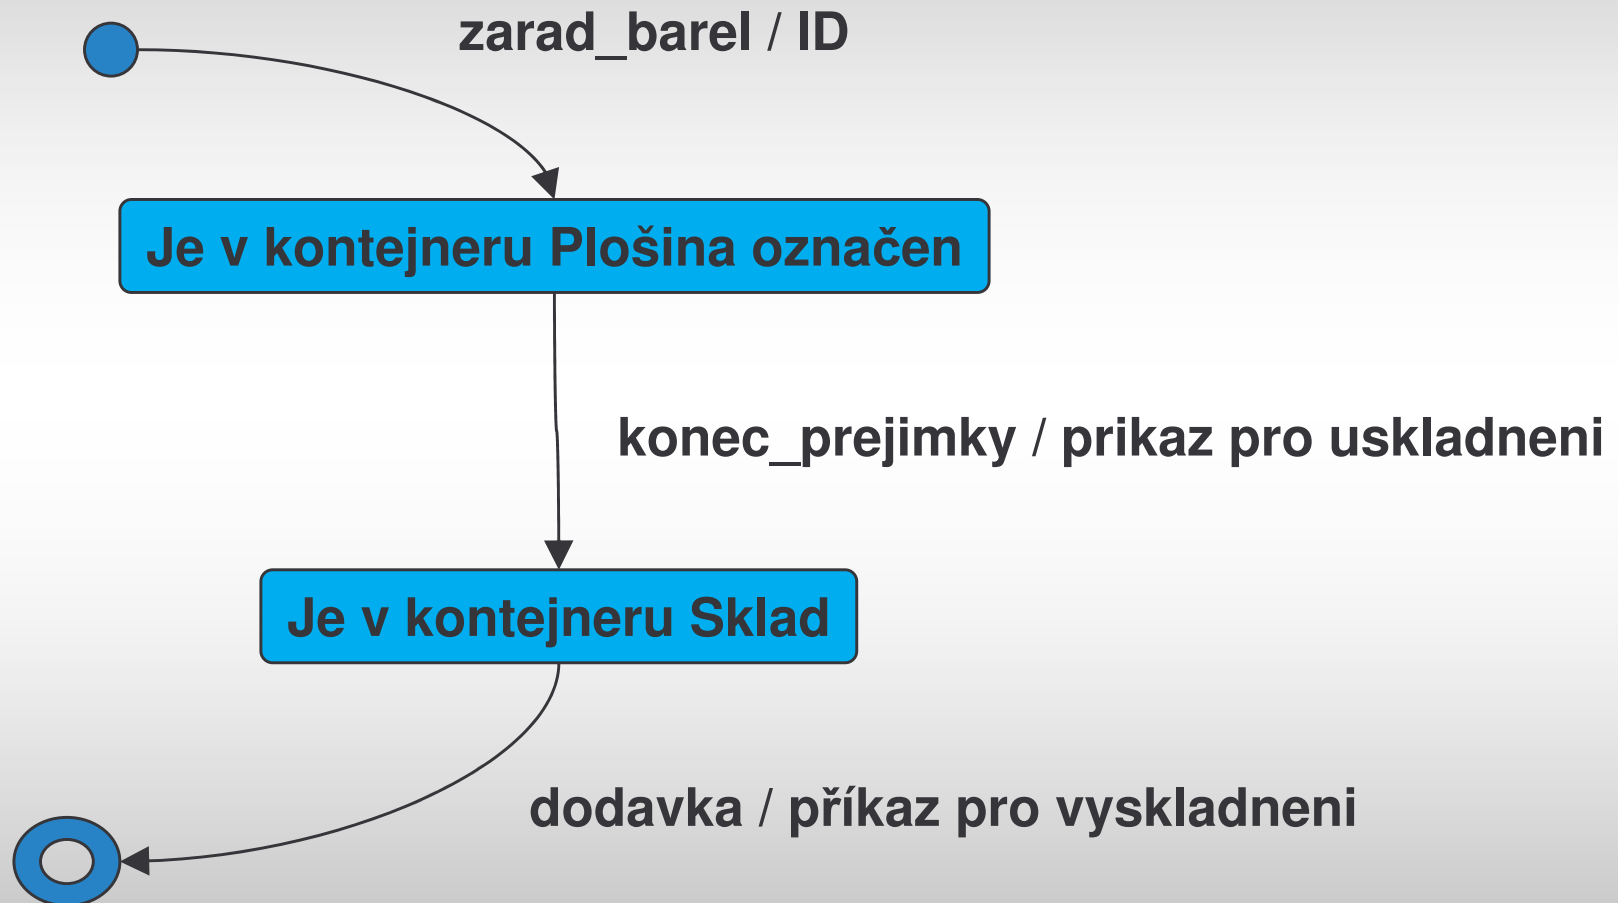 zarad_barel / ID
Je v kontejneru Plošina označen
konec_prejimky / prikaz pro uskladneni
Je v kontejneru Sklad
dodavka / příkaz pro vyskladneni